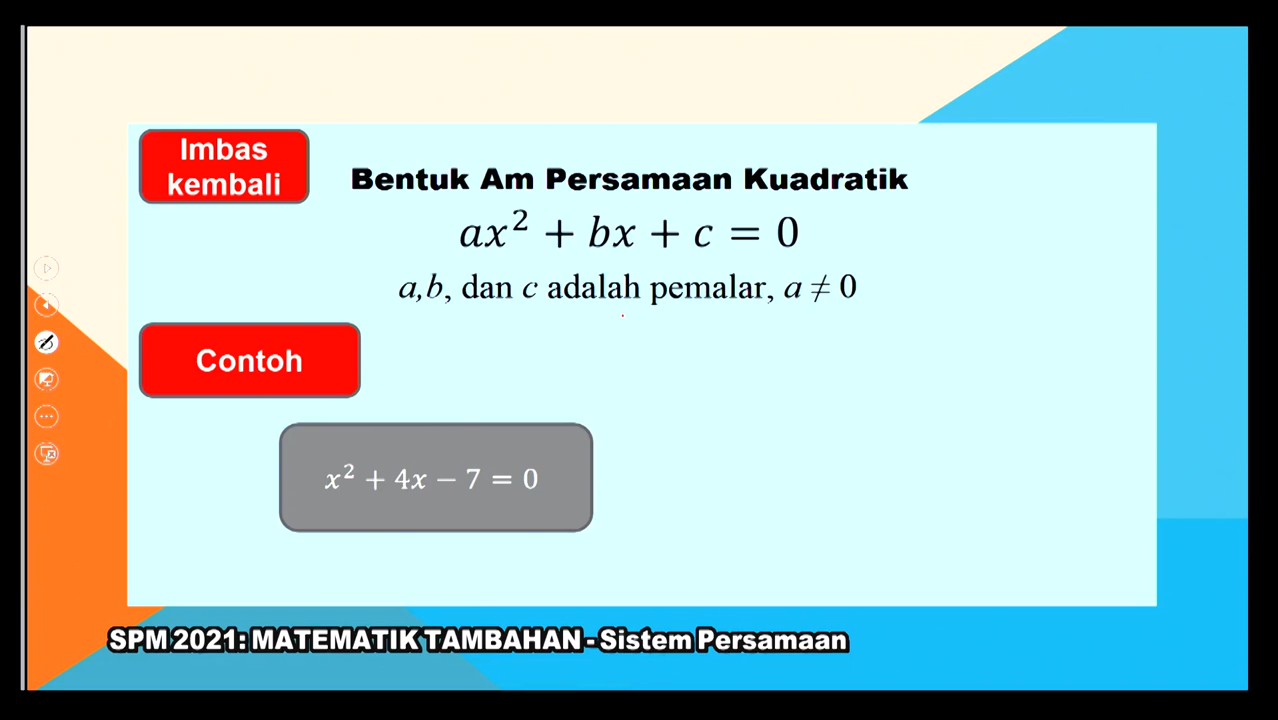 Imbas
kembali
Bentuk Am Persamaan Kuadratik
ax² + bx + c = 0
a,b, dan c adalah pemalar, a ≠ 0
Contoh
x² + 4x − 7 = 0
SPM 2021: MATEMATIK TAMBAHAN - Sistem Persamaan